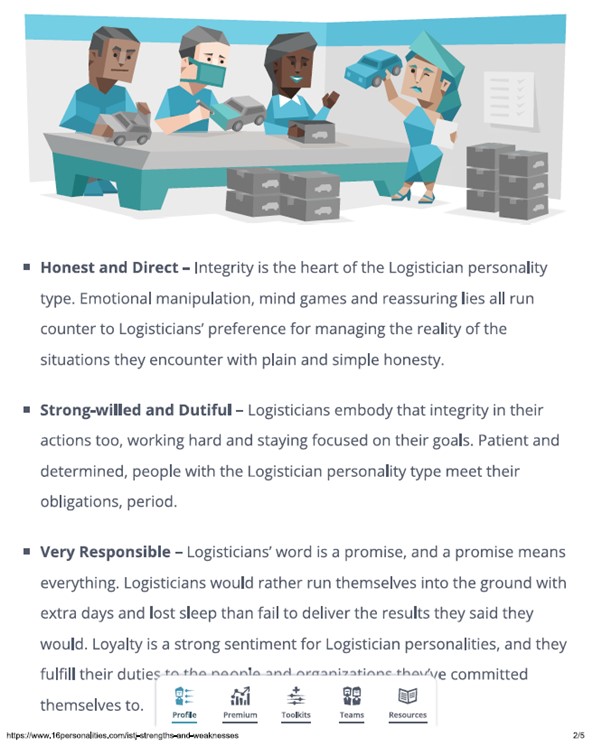 Honest and Direct – Integrity is the heart of the Logistician personality
type. Emotional manipulation, mind games and reassuring lies all run
counter to Logisticians’ preference for managing the reality of the
situations they encounter with plain and simple honesty.
Strong-willed and Dutiful – Logisticians embody that integrity in their
actions too, working hard and staying focused on their goals. Patient and
determined, people with the Logistician personality type meet their
obligations, period.
Very Responsible – Logisticians’ word is a promise, and a promise means
everything. Logisticians would rather run themselves into the ground with
extra days and lost sleep than fail to deliver the results they said they
would. Loyalty is a strong sentiment for Logistician personalities, and they
fulfill their duties to the people and organizations they’ve committed
themselves to.
Profile Premium Toolkits Teams Resources
https://www.16personalities.com/istj-strengths-and-weaknesses 2/5